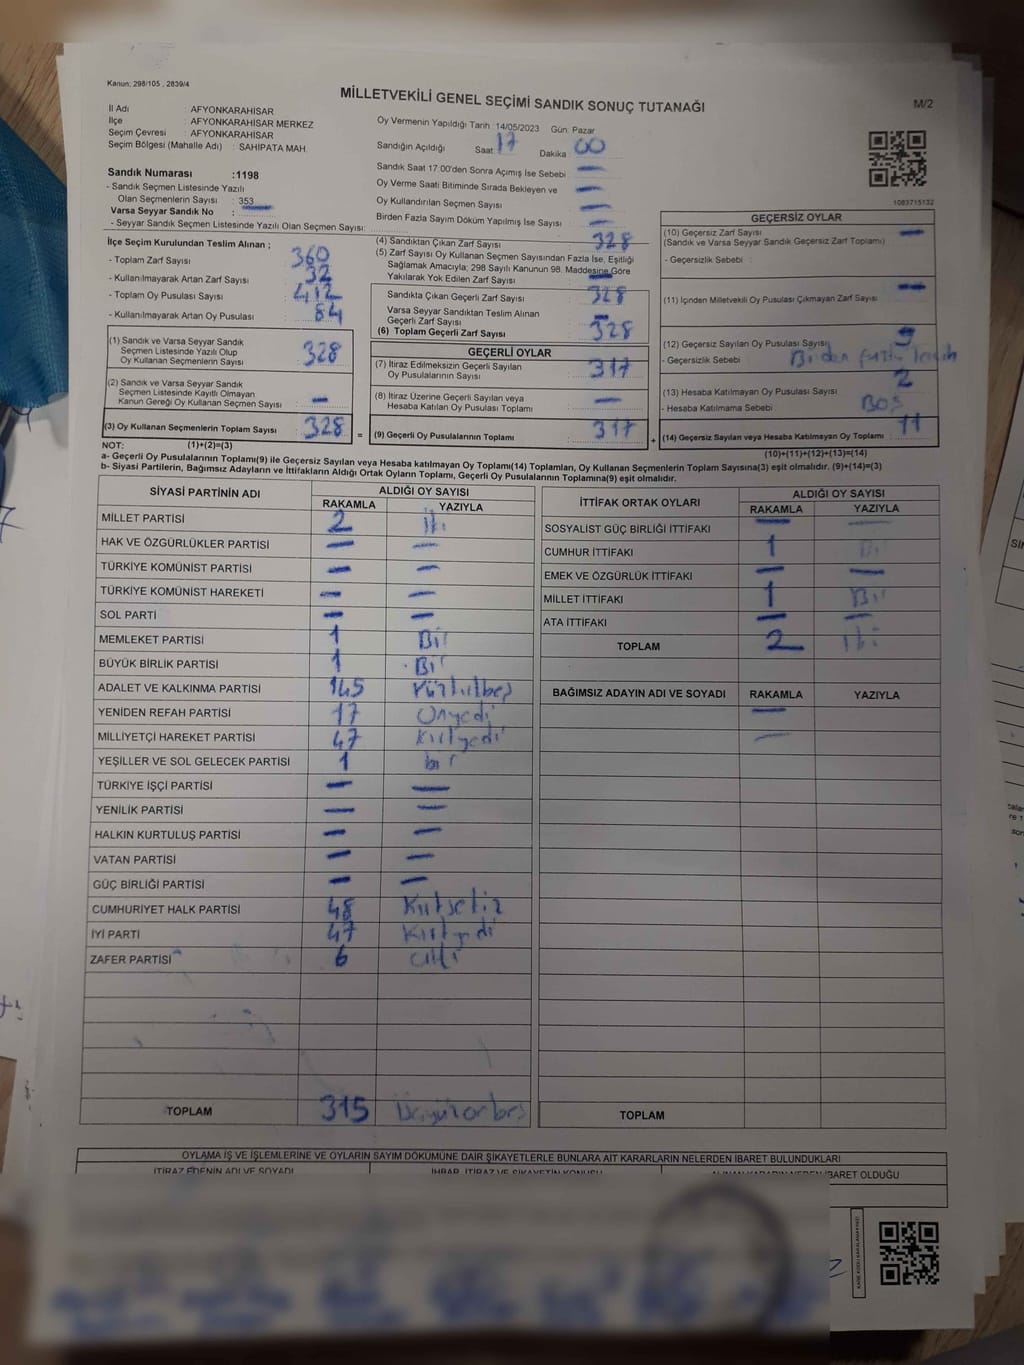 Kanun; 298/105 , 2839/4
MİLLETVEKİLİ GENEL SEÇİMİ SANDIK SONUÇ TUTANAĞI
M/2
İl Adı : AFYONKARAHİSAR
İlçe : AFYONKARAHİSAR MERKEZ
Seçim Çevresi : AFYONKARAHİSAR
Seçim Bölgesi (Mahalle Adı) : SAHIPATA MAH.
Oy Vermenin Yapıldığı Tarih :14/05/2023 Gün: Pazar
Sandığın Açıldığı Saat 17 Dakika : 00
Sandık Saat 17 00'den Sonra Açımış İse Sebebi —
Oy Verme Saati Bitiminde Sırada Bekleyen ve
Oy Kullandırılan Seçmen Sayısı —
Birden Fazla Sayım Döküm Yapılmış İse Sayısı —
Sandık Numarası :1198
- Sandık Seçmen Listesinde Yazılı
Olan Seçmenlerin Sayısı : 353
Varsa Seyyar Sandık No : —
- Seyyar Sandık Seçmen Listesinde Yazılı Olan Seçmen Sayısı:
1083715132
İlçe Seçim Kurulundan Teslim Alınan ;
- Toplam Zarf Sayısı : 360
- Kullanılmayarak Artan Zarf Sayısı : 32
- Toplam Oy Pusulası Sayısı : 412
- Kullanılmayarak Artan Oy Pusulası : 84
(1) Sandık ve Varsa Seyyar Sandık
Seçmen Listesinde Yazılı Olup
Oy Kullanan Seçmenlerin Sayısı : 328
(2) Sandık ve Varsa Seyyar Sandık
Seçmen Listesinde Kayıtlı Olmayan
Kanun Gereği Oy Kullanan Seçmen Sayısı : —
(3) Oy Kullanan Seçmenlerin Toplam Sayısı : 328 =
(4) Sandıktan Çıkan Zarf Sayısı : 328
(5) Zarf Sayısı Oy Kullanan Seçmen Sayısından Fazla İse, Eşitliği
Sağlamak Amacıyla; 298 Sayılı Kanunun 98. Maddesine Göre
Yakılarak Yok Edilen Zarf Sayısı : —
Sandıkta Çıkan Geçerli Zarf Sayısı : 328
Varsa Seyyar Sandıktan Teslim Alınan
Geçerli Zarf Sayısı : —
(6) Toplam Geçerli Zarf Sayısı : 328
GEÇERLİ OYLAR
(7) İtiraz Edilmeksizin Geçerli Sayılan
Oy Pusulalarının Sayısı : 317
(8) İtiraz Üzerine Geçerli Sayılan veya
Hesaba Katılan Oy Pusulası Toplamı : —
(9) Geçerli Oy Pusulalarının Toplamı : 317 +
GEÇERSİZ OYLAR
(10) Geçersiz Zarf Sayısı : —
(Sandık ve Varsa Seyyar Sandık Geçersiz Zarf Toplamı)
- Geçersizlik Sebebi :
(11) İçinden Milletvekili Oy Pusulası Çıkmayan Zarf Sayısı —
(12) Geçersiz Sayılan Oy Pusulası Sayısı : 9
- Geçersizlik Sebebi : Birden fazla tercih
(13) Hesaba Katılmayan Oy Pusulası Sayısı : 2
- Hesaba Katılmama Sebebi : BOŞ
(14) Geçersiz Sayılan veya Hesaba Katılmayan Oy Toplamı : 11
NOT: (1)+(2)=(3)
(10)+(11)+(12)+(13)=(14)
a- Geçerli Oy Pusulalarının Toplamı(9) ile Geçersiz Sayılan veya Hesaba katılmayan Oy Toplamı(14) Toplamları, Oy Kullanan Seçmenlerin Toplam Sayısına(3) eşit olmalıdır. (9)+(14)=(3)
b- Siyasi Partilerin, Bağımsız Adayların ve İttifakların Aldığı Ortak Oyların Toplamı, Geçerli Oy Pusulalarının Toplamına(9) eşit olmalıdır.
SİYASİ PARTİNİN ADI ALDIĞI OY SAYISI
RAKAMLA YAZIYLA
MİLLET PARTİSİ 2 İki
HAK VE ÖZGÜRLÜKLER PARTİSİ — —
TÜRKİYE KOMÜNİST PARTİSİ — —
TÜRKİYE KOMÜNİST HAREKETİ — —
SOL PARTİ — —
MEMLEKET PARTİSİ 1 Bir
BÜYÜK BİRLİK PARTİSİ 1 Bir
ADALET VE KALKINMA PARTİSİ 145 Yüzkırkbeş
YENİDEN REFAH PARTİSİ 17 Onyedi
MİLLİYETÇİ HAREKET PARTİSİ 47 Kırkyedi
YEŞİLLER VE SOL GELECEK PARTİSİ 1 bir
TÜRKİYE İŞÇİ PARTİSİ — —
YENİLİK PARTİSİ — —
HALKIN KURTULUŞ PARTİSİ — —
VATAN PARTİSİ — —
GÜÇ BİRLİĞİ PARTİSİ — —
CUMHURİYET HALK PARTİSİ 48 Kırksekiz
İYİ PARTİ 47 Kırkyedi
ZAFER PARTİSİ 6 altı
TOPLAM 315 Üçyüzonbeş
İTTİFAK ORTAK OYLARI ALDIĞI OY SAYISI
RAKAMLA YAZIYLA
SOSYALİST GÜÇ BİRLİĞİ İTTİFAKI — —
CUMHUR İTTİFAKI 1 Bir
EMEK VE ÖZGÜRLÜK İTTİFAKI — —
MİLLET İTTİFAKI 1 Bir
ATA İTTİFAKI — —
TOPLAM 2 İki
BAĞIMSIZ ADAYIN ADI VE SOYADI RAKAMLA YAZIYLA
—
—
TOPLAM
OYLAMA İŞ VE İŞLEMLERİNE VE OYLARIN SAYIM DÖKÜMÜNE DAİR ŞİKAYETLERLE BUNLARA AİT KARARLARIN NELERDEN İBARET BULUNDUKLARI
İTİRAZ EDENİN ADI VE SOYADI İHBAR, İTİRAZ VE ŞİKAYETİN KONUSU ALINAN KARARIN NEDEN İBARET OLDUĞU